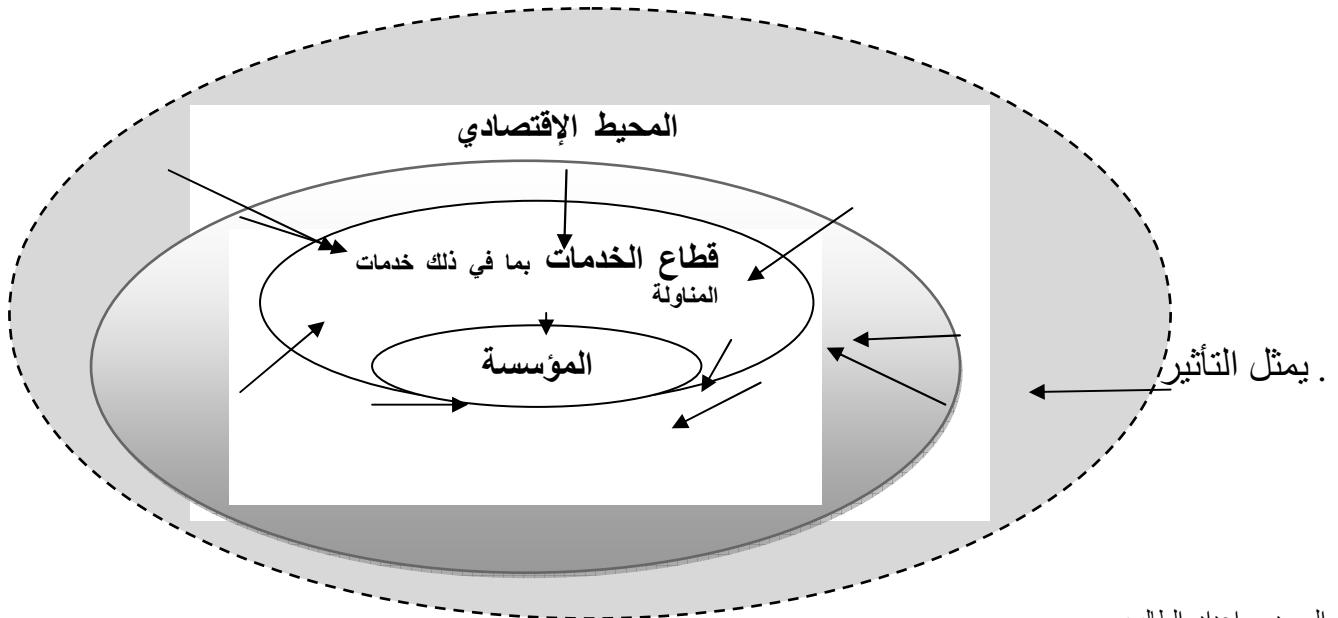 المحيط الإقتصادي
قطاع الخدمات بما في ذلك خدمات
المناولة
المؤسسة
. يمثل التأثير